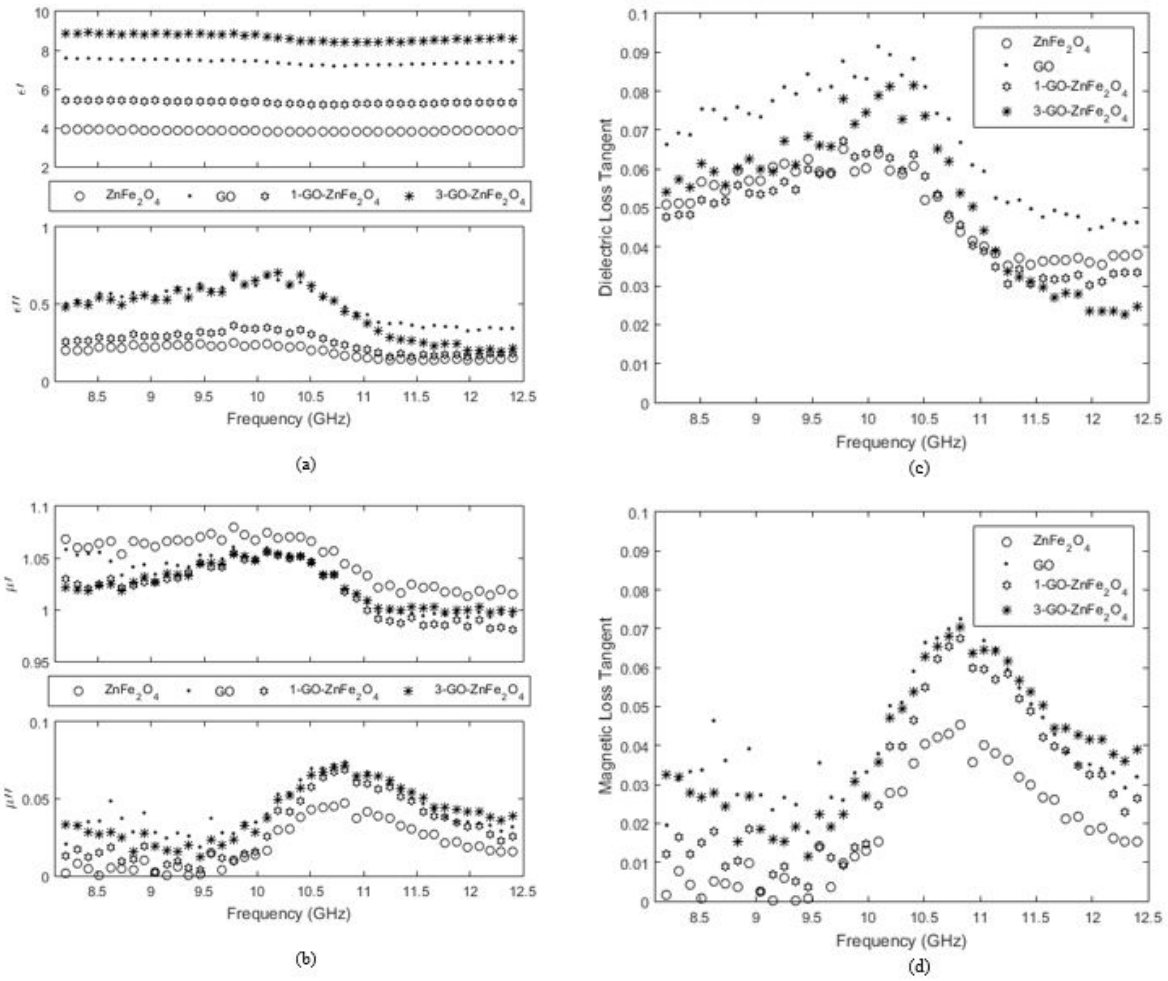 10
8
6
4
2
ε′
ZnFe2O4 GO 1-GO-ZnFe2O4 3-GO-ZnFe2O4
1
0.5
0
ε′′
8.5 9 9.5 10 10.5 11 11.5 12 12.5
Frequency (GHz)
(a)
0.1
0.09
0.08
0.07
0.06
0.05
0.04
0.03
0.02
0.01
0
Dielectric Loss Tangent
ZnFe2O4
GO
1-GO-ZnFe2O4
3-GO-ZnFe2O4
8.5 9 9.5 10 10.5 11 11.5 12 12.5
Frequency (GHz)
(c)
1.1
1.05
1
0.95
μ′
ZnFe2O4 GO 1-GO-ZnFe2O4 3-GO-ZnFe2O4
0.1
0.05
0
μ′′
8.5 9 9.5 10 10.5 11 11.5 12 12.5
Frequency (GHz)
(b)
0.1
0.09
0.08
0.07
0.06
0.05
0.04
0.03
0.02
0.01
0
Magnetic Loss Tangent
ZnFe2O4
GO
1-GO-ZnFe2O4
3-GO-ZnFe2O4
8.5 9 9.5 10 10.5 11 11.5 12 12.5
Frequency (GHz)
(d)